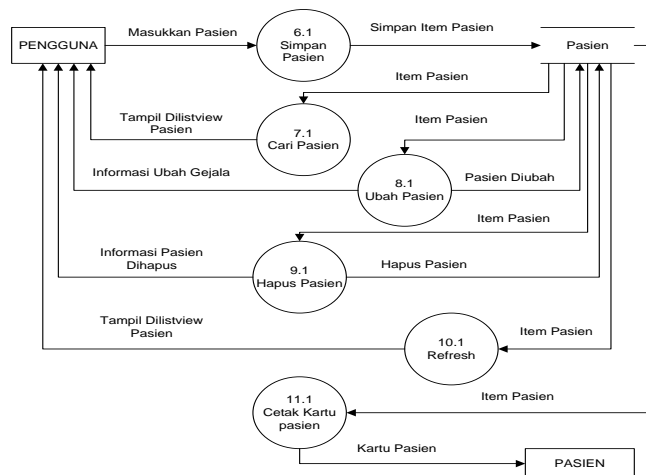 PENGGUNA
Masukkan Pasien
6.1
Simpan
Pasien
Simpan Item Pasien
Pasien
Item Pasien
Tampil Dilistview
Pasien
7.1
Cari Pasien
Item Pasien
Informasi Ubah Gejala
8.1
Ubah Pasien
Pasien Diubah
Item Pasien
Informasi Pasien
Dihapus
9.1
Hapus Pasien
Hapus Pasien
Tampil Dilistview
Pasien
10.1
Refresh
Item Pasien
11.1
Cetak Kartu
pasien
Item Pasien
Kartu Pasien
PASIEN